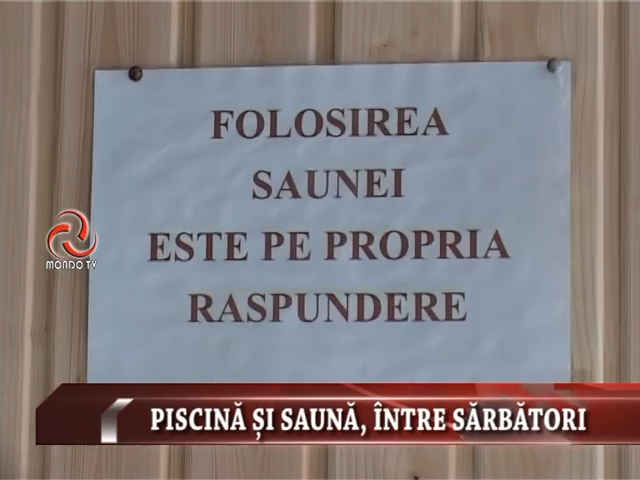 FOLOSIREA
SAUNEI
ESTE PE PROPRIA
RASPUNDERE
MONDO TV
PISCINĂ ȘI SAUNĂ, ÎNTRE SĂRBĂTORI